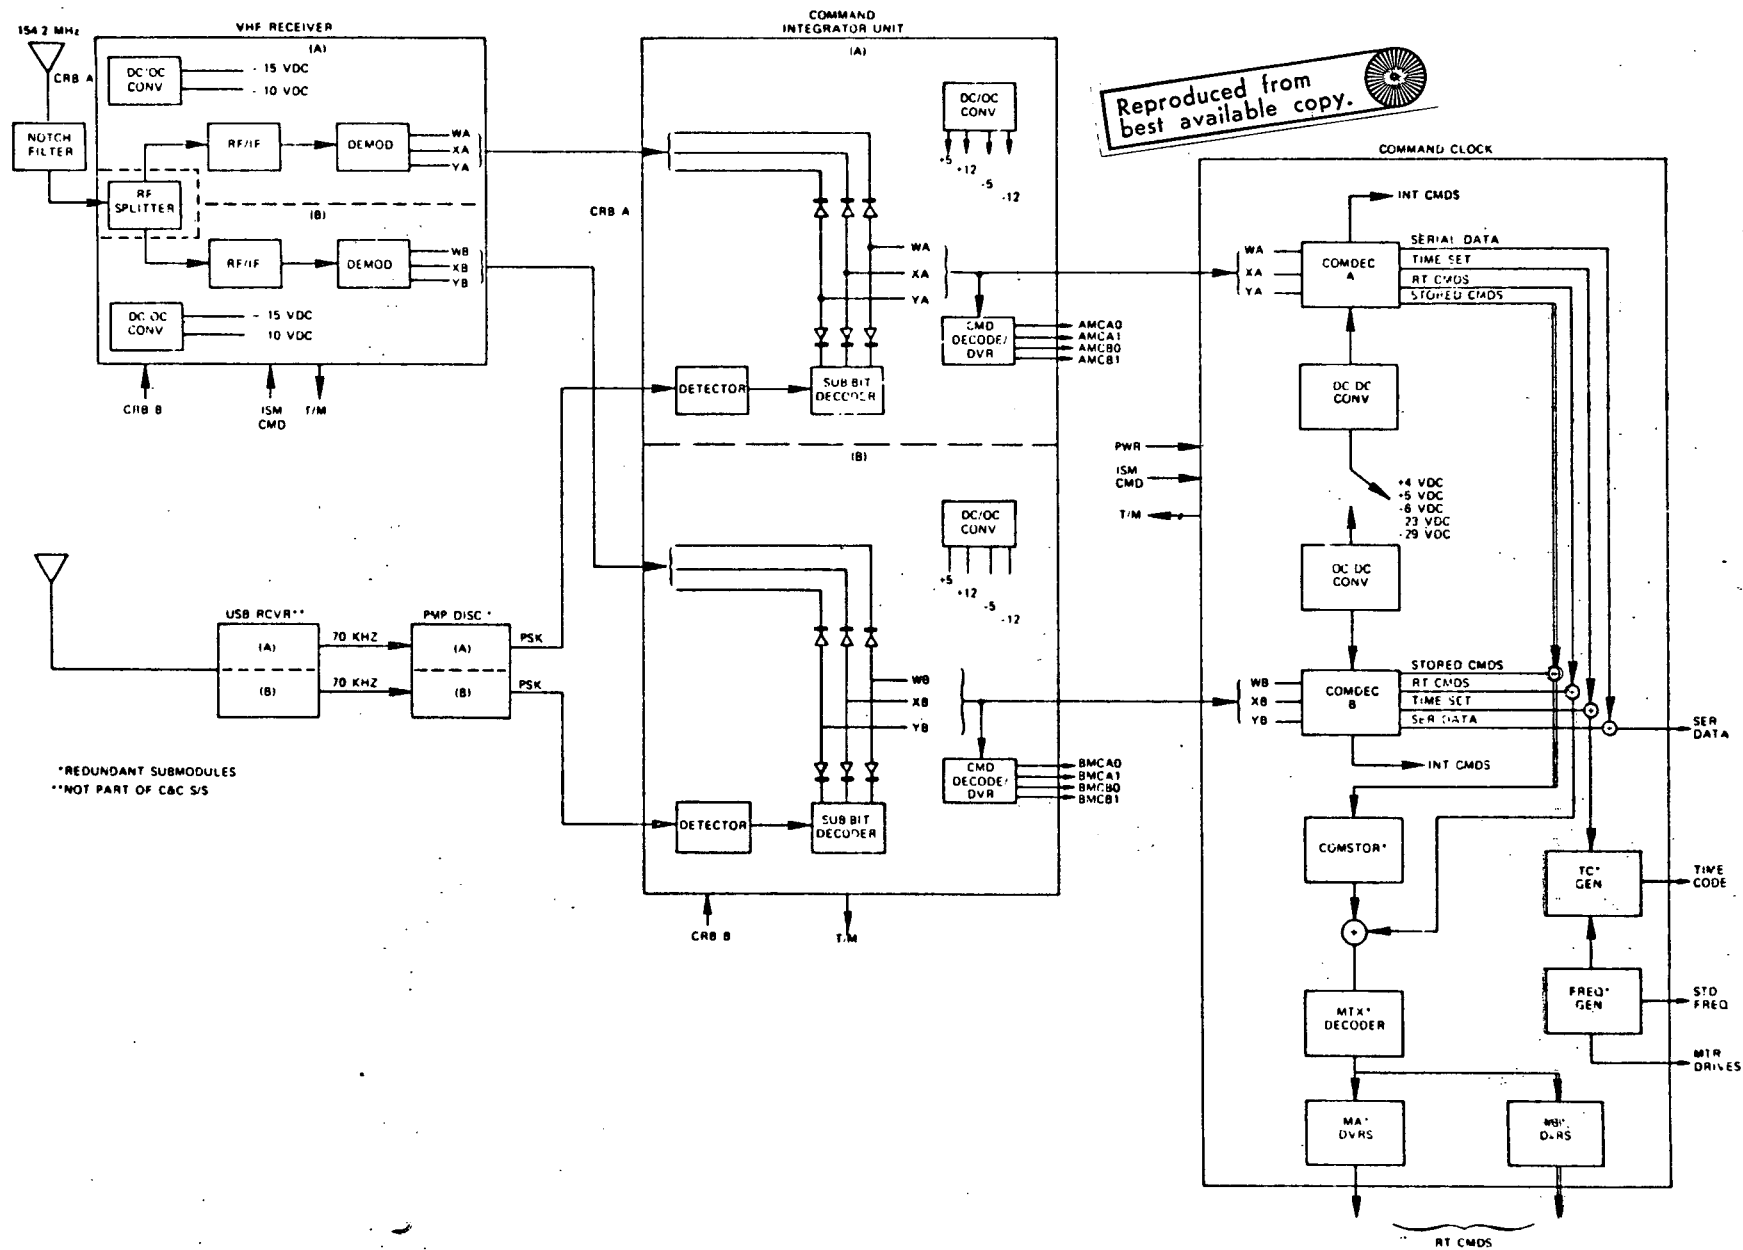 154.2 MHz
CRB A
NOTCH
FILTER
VHF RECEIVER
(A)
DC/DC
CONV
- 15 VDC
- 10 VDC
RF/IF
DEMOD
WA
XA
YA
RF
SPLITTER
(B)
RF/IF
DEMOD
WB
XB
YB
DC/DC
CONV
- 15 VDC
10 VDC
CRB B
ISM
CMD
T/M
USB RCVR**
(A)
(B)
70 KHZ
70 KHZ
PMP DISC*
(A)
(B)
PSK
PSK
*REDUNDANT SUBMODULES
**NOT PART OF C&C S/S
COMMAND
INTEGRATOR UNIT
(A)
CRB A
DC/DC
CONV
+5
+12
-5
-12
WA
XA
YA
CMD
DECODE/
DVR
AMCA0
AMCA1
AMCB0
AMCB1
DETECTOR
SUB BIT
DECODER
(B)
DC/DC
CONV
+5
+12
-5
-12
WB
XB
YB
CMD
DECODE/
DVR
BMCA0
BMCA1
BMCB0
BMCB1
DETECTOR
SUB BIT
DECODER
CRB B
T/M
Reproduced from
best available copy.
COMMAND CLOCK
INT CMDS
WA
XA
YA
COMDEC
A
SERIAL DATA
TIME SET
RT CMDS
STORED CMDS
DC DC
CONV
PWR
ISM
CMD
T/M
+4 VDC
+5 VDC
-6 VDC
23 VDC
-29 VDC
DC DC
CONV
WB
XB
YB
COMDEC
B
STORED CMDS
RT CMDS
TIME SET
SER DATA
SER
DATA
INT CMDS
COMSTOR*
+
TC*
GEN
TIME
CODE
MTX*
DECODER
FREQ*
GEN
STD
FREQ
MTR
DRIVES
MA*
DVRS
MB*
DVRS
RT CMDS